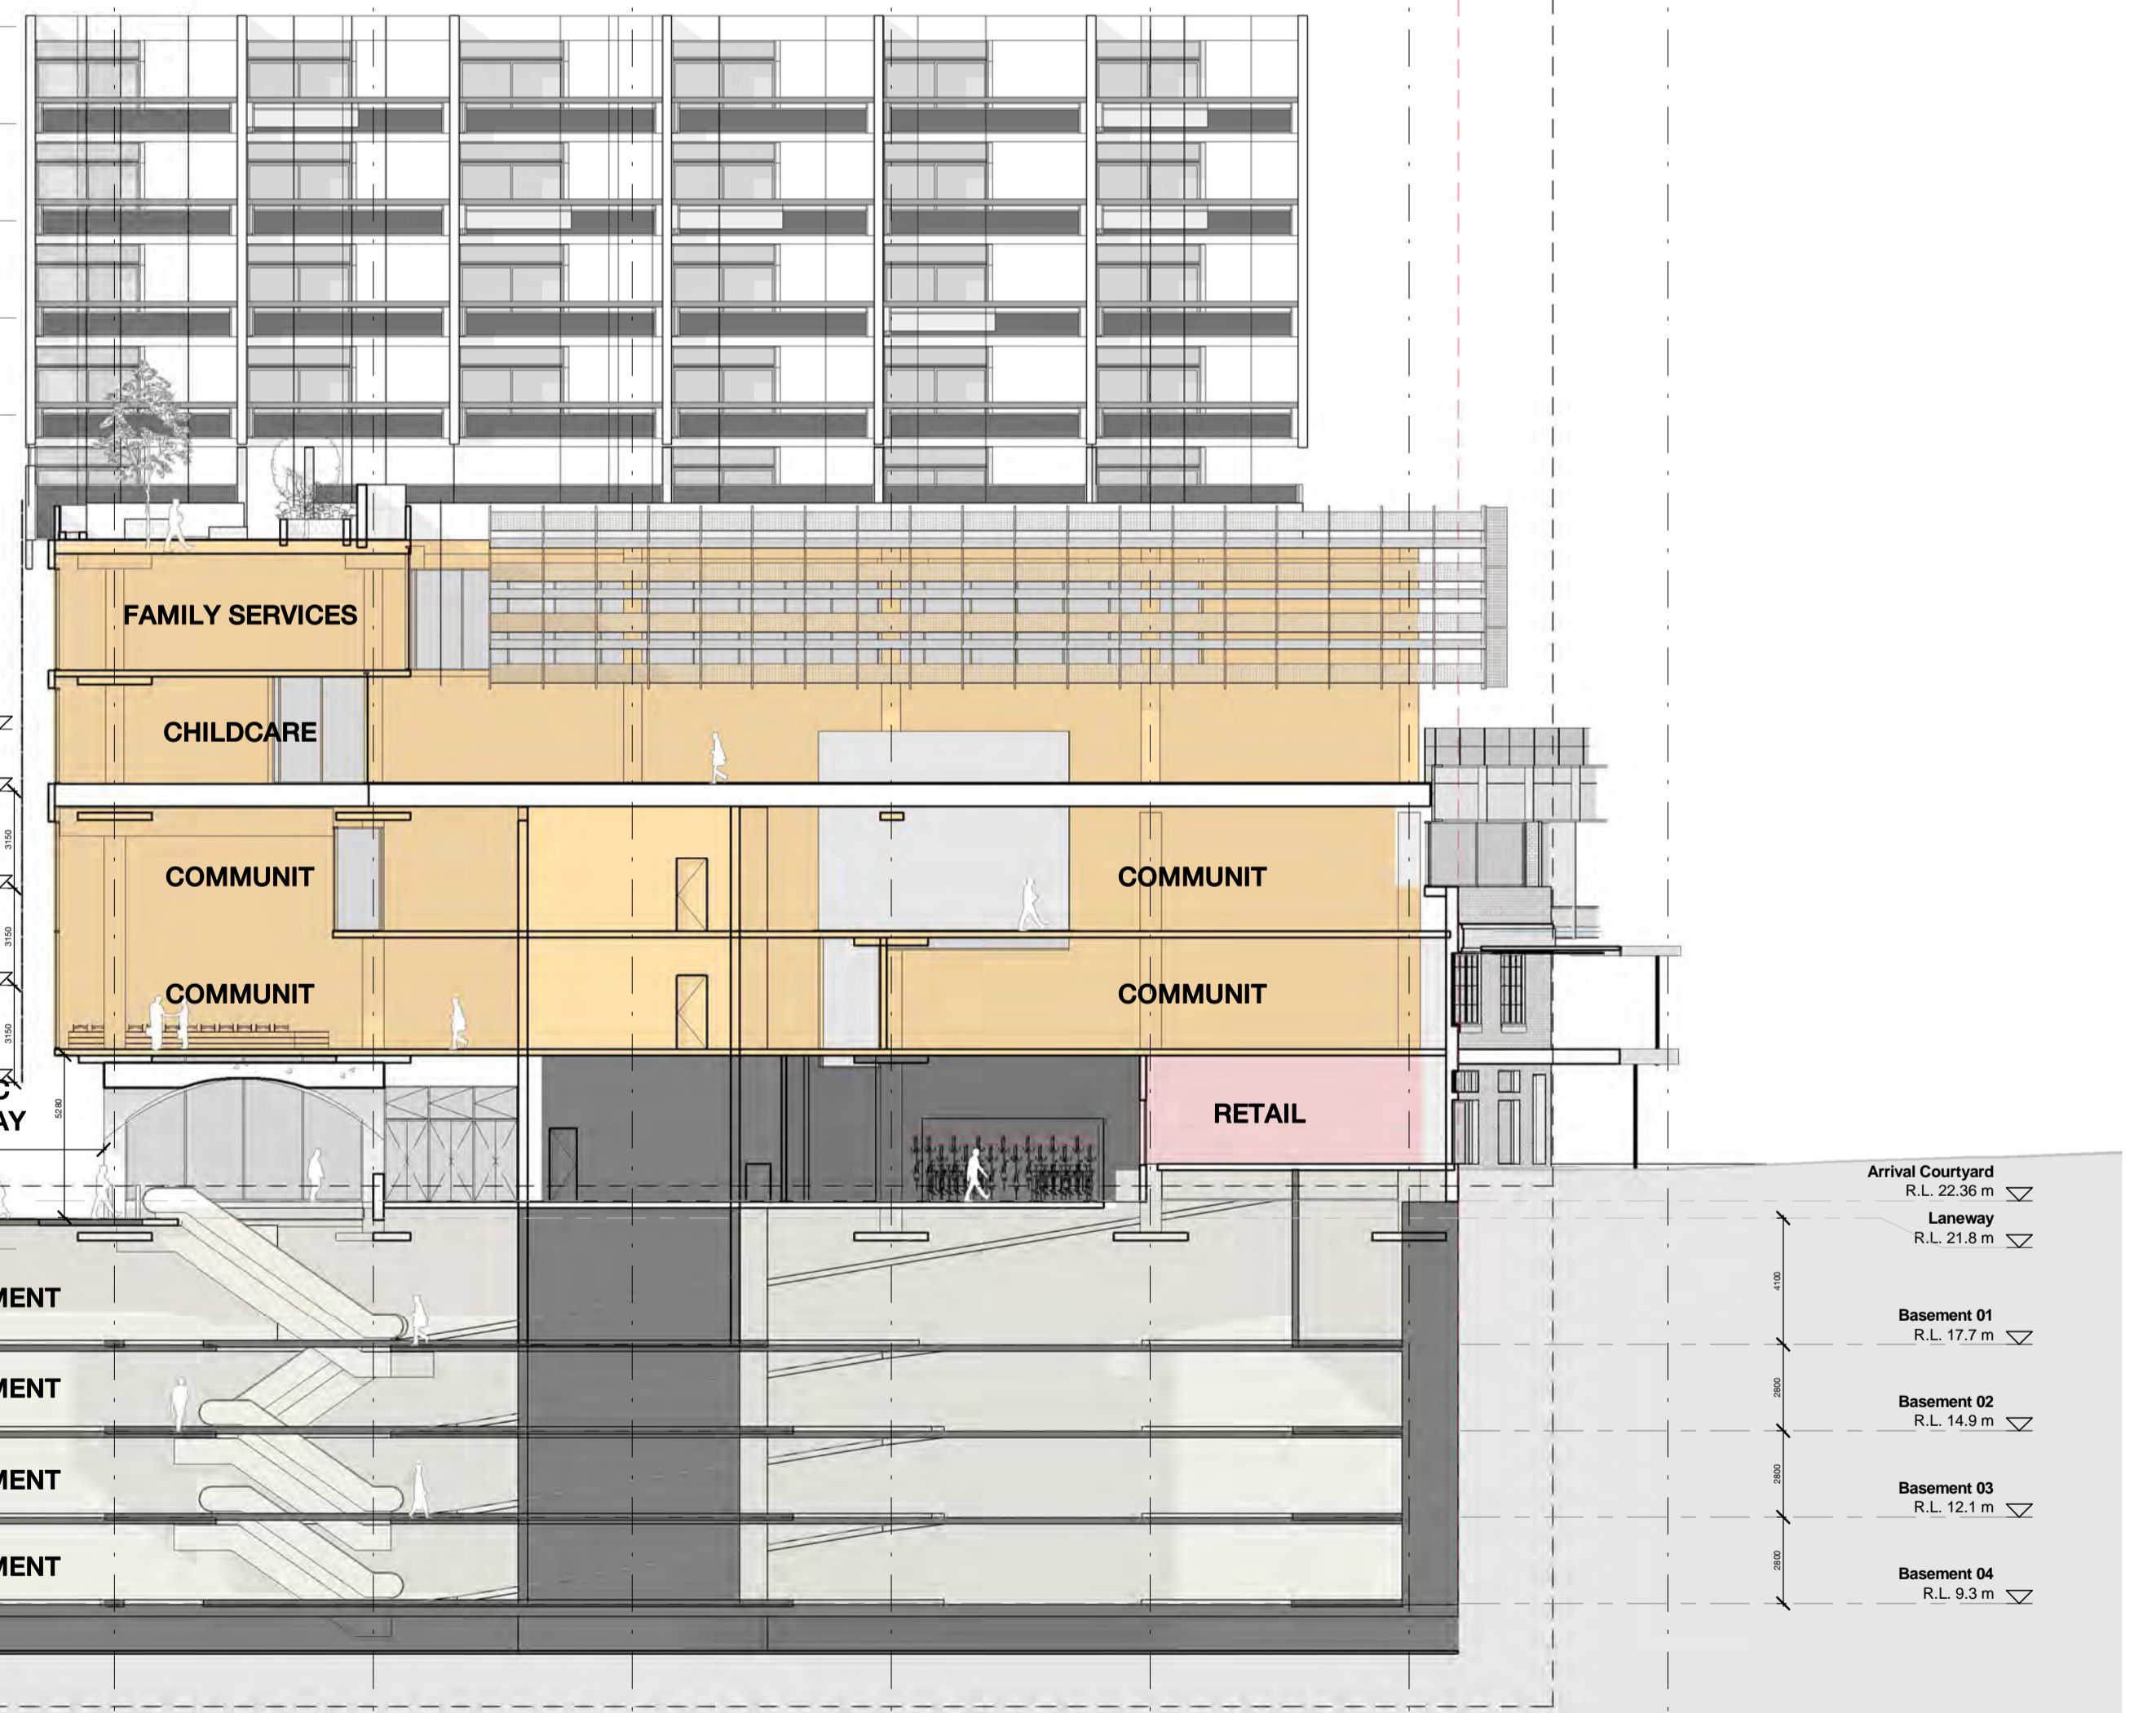 FAMILY SERVICES
CHILDCARE
3150
COMMUNIT
COMMUNIT
3150
COMMUNIT
COMMUNIT
3150
C
AY
5280
RETAIL
Arrival Courtyard
R.L. 22.36 m
Laneway
R.L. 21.8 m
MENT
4100
Basement 01
R.L. 17.7 m
MENT
2800
Basement 02
R.L. 14.9 m
MENT
2800
Basement 03
R.L. 12.1 m
MENT
2800
Basement 04
R.L. 9.3 m